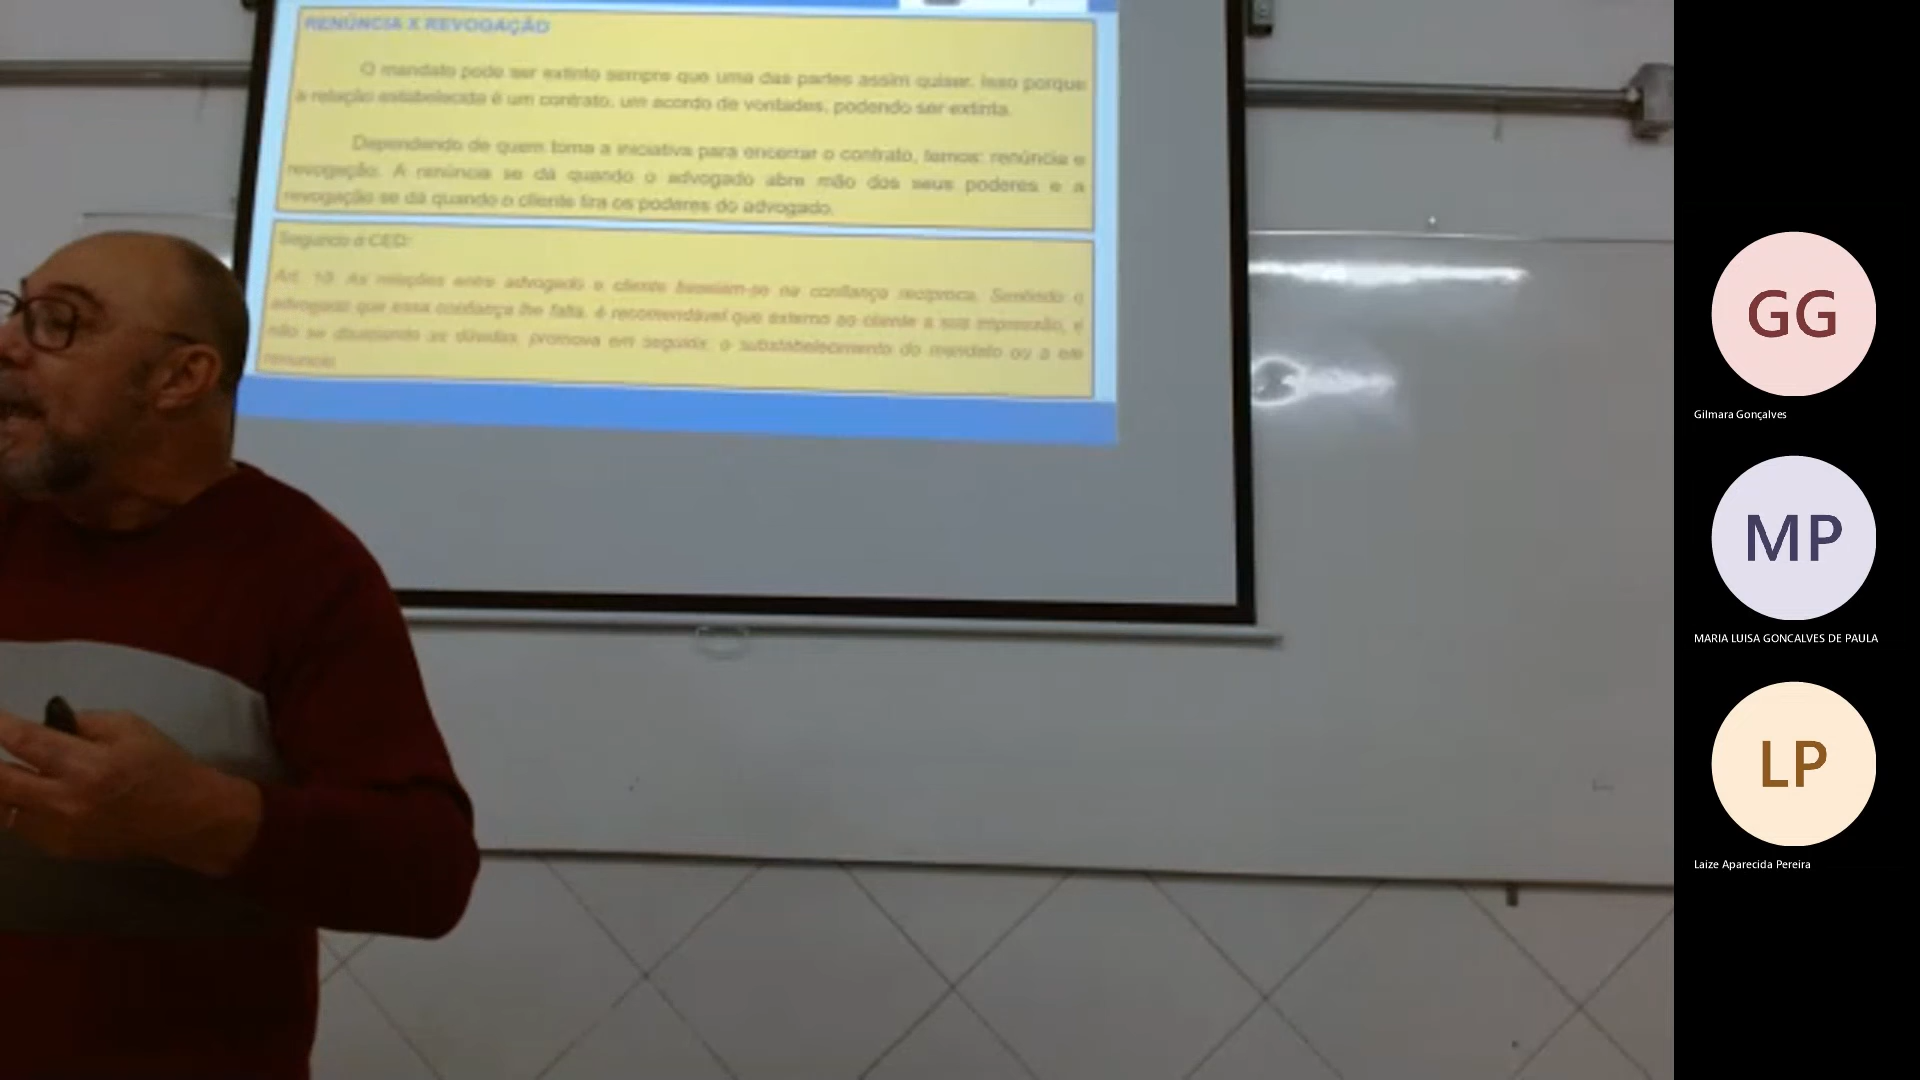 RENÚNCIA X REVOGAÇÃO
O mandato pode ser extinto sempre que uma das partes assim quiser. Isso porque
a relação estabelecida é um contrato, um acordo de vontades, podendo ser extinta.
Dependendo de quem toma a iniciativa para encerrar o contrato, temos: renúncia e
revogação. A renúncia se dá quando o advogado abre mão dos seus poderes e a
revogação se dá quando o cliente tira os poderes do advogado.
Segundo o CED:
Art. 10. As relações entre advogado e cliente baseiam-se na confiança recíproca. Sentindo o
advogado que essa confiança lhe falta, é recomendável que externe ao cliente a sua impressão, e
não se dissipando as dúvidas, promova em seguida, o substabelecimento do mandato ou a ele
renuncie.
GG
Gilmara Gonçalves
MP
MARIA LUISA GONCALVES DE PAULA
LP
Laize Aparecida Pereira